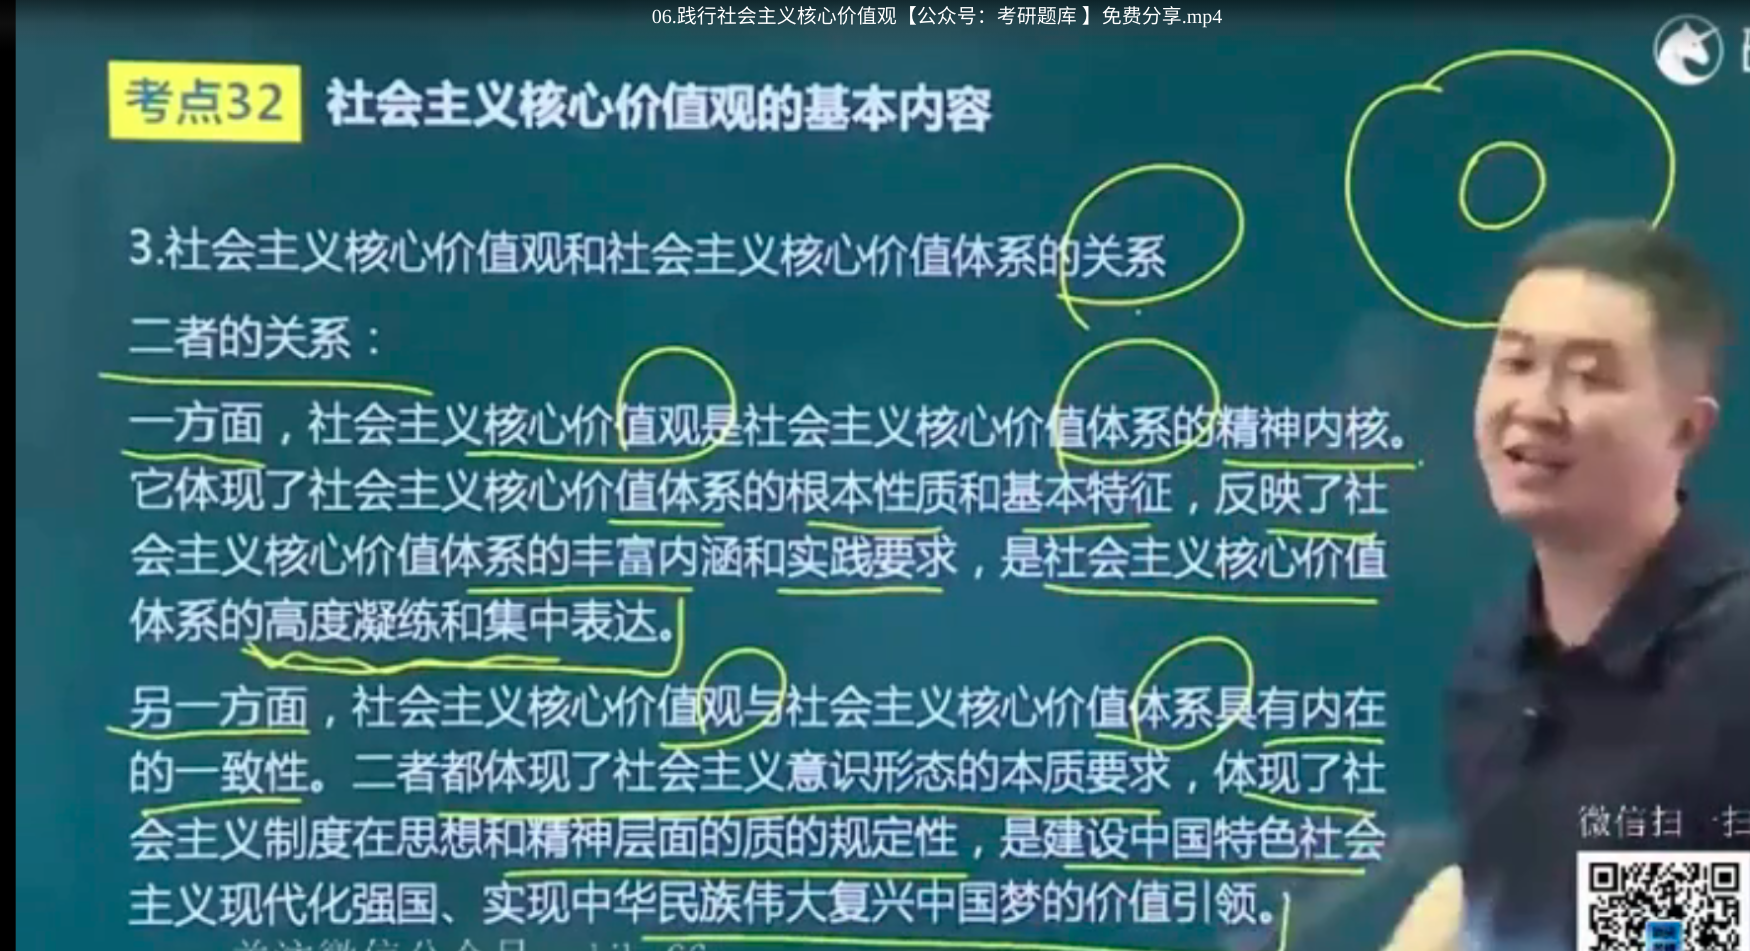 06.践行社会主义核心价值观【公众号：考研题库 】免费分享.mp4
考点32 社会主义核心价值观的基本内容
3.社会主义核心价值观和社会主义核心价值体系的关系
二者的关系：
一方面，社会主义核心价值观是社会主义核心价值体系的精神内核。
它体现了社会主义核心价值体系的根本性质和基本特征，反映了社
会主义核心价值体系的丰富内涵和实践要求，是社会主义核心价值
体系的高度凝练和集中表达。
另一方面，社会主义核心价值观与社会主义核心价值体系具有内在
的一致性。二者都体现了社会主义意识形态的本质要求，体现了社
会主义制度在思想和精神层面的质的规定性，是建设中国特色社会
主义现代化强国、实现中华民族伟大复兴中国梦的价值引领。
微信扫一扫